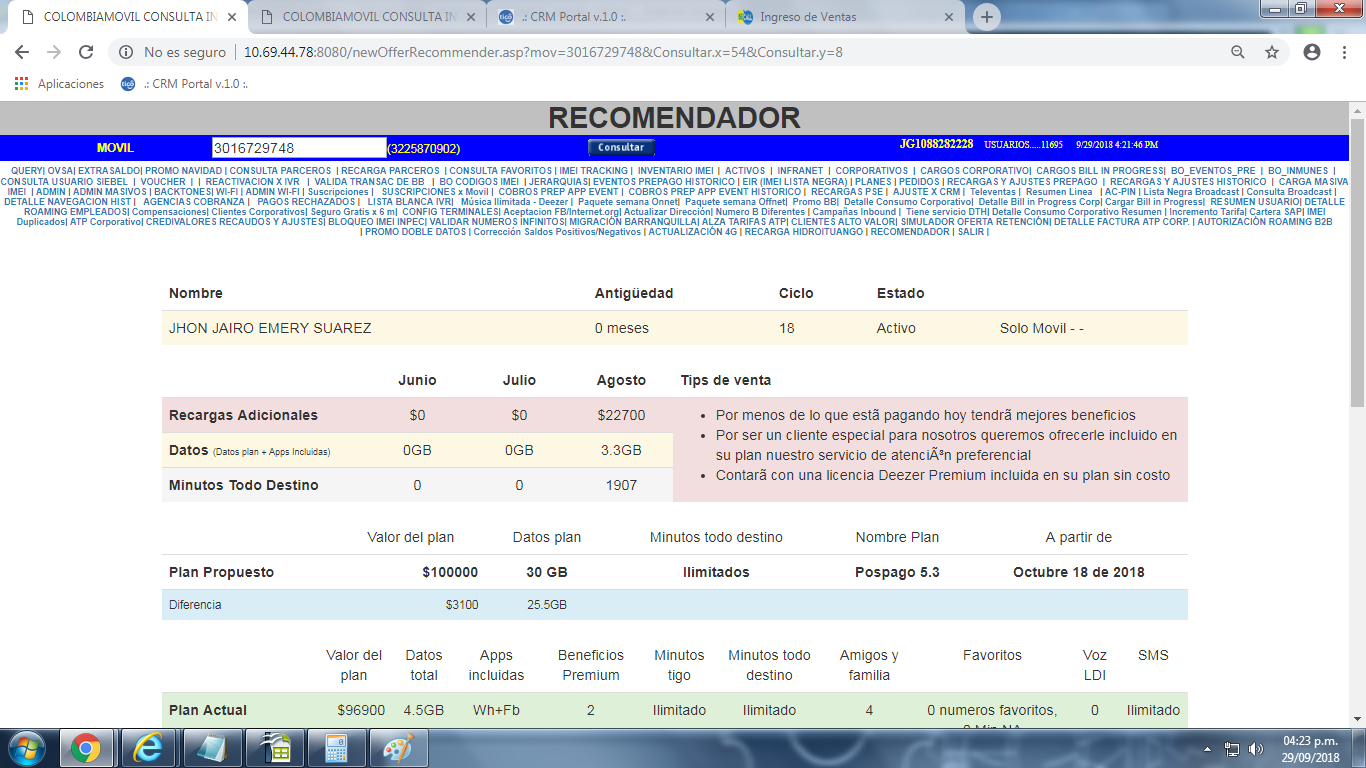 COLOMBIAMOVIL CONSULTA IN
COLOMBIAMOVIL CONSULTA IN
.: CRM Portal v.1.0 :.
Ingreso de Ventas
No es seguro | 10.69.44.78:8080/newOfferRecommender.asp?mov=3016729748&Consultar.x=54&Consultar.y=8
Aplicaciones
tigo .: CRM Portal v.1.0 :.
RECOMENDADOR
MOVIL 3016729748 (3225870902) Consultar JG1088282228 USUARIOS.....11695 9/29/2018 4:21:46 PM
QUERY| OVSA| EXTRASALDO| PROMO NAVIDAD | CONSULTA PARCEROS | RECARGA PARCEROS | CONSULTA FAVORITOS | IMEI TRACKING | INVENTARIO IMEI | ACTIVOS | INFRANET | CORPORATIVOS | CARGOS CORPORATIVO| CARGOS BILL IN PROGRESS| BO_EVENTOS_PRE | BO_INMUNES |
CONSULTA USUARIO SIEBEL | VOUCHER | | REACTIVACION X IVR | VALIDA TRANSAC DE BB | BO CODIGOS IMEI |JERARQUIAS| EVENTOS PREPAGO HISTORICO | EIR (IMEI LISTA NEGRA) | PLANES | PEDIDOS | RECARGAS Y AJUSTES PREPAGO | RECARGAS Y AJUSTES HISTORICO | CARGA MASIVA
IMEI | ADMIN | ADMIN MASIVOS | BACKTONES| WI-FI | ADMIN WI-FI | Suscripciones | SUSCRIPCIONES x Movil | COBROS PREP APP EVENT | COBROS PREP APP EVENT HISTORICO | RECARGAS PSE | AJUSTE X CRM | Televentas | Resumen Linea | AC-PIN | Lista Negra Broadcast | Consulta Broadcast |
DETALLE NAVEGACION HIST | AGENCIAS COBRANZA | PAGOS RECHAZADOS | LISTA BLANCA IVR| Música Ilimitada - Deezer | Paquete semana Onnet| Paquete semana Offnet| Promo BB| Detalle Consumo Corporativo| Detalle Bill in Progress Corp| Cargar Bill in Progress| RESUMEN USUARIO| DETALLE
ROAMING EMPLEADOS| Compensaciones| Clientes Corporativos| Seguro Gratis x 6 m| CONFIG TERMINALES| Aceptacion FB/Internet.org| Actualizar Dirección| Numero B Diferentes | Campañas Inbound | Tiene servicio DTH| Detalle Consumo Corporativo Resumen | Incremento Tarifa| Cartera SAP| IMEI
Duplicados| ATP Corporativo| CREDIVALORES RECAUDOS Y AJUSTES| BLOQUEO IMEI INPEC| VALIDAR NUMEROS INFINITOS| MIGRACIÓN BARRANQUILLA| ALZA TARIFAS ATP| CLIENTES ALTO VALOR| SIMULADOR OFERTA RETENCIÓN| DETALLE FACTURA ATP CORP. | AUTORIZACIÓN ROAMING B2B
| PROMO DOBLE DATOS | Corrección Saldos Positivos/Negativos | ACTUALIZACIÓN 4G | RECARGA HIDROITUANGO | RECOMENDADOR | SALIR |
Nombre Antigüedad Ciclo Estado
JHON JAIRO EMERY SUAREZ 0 meses 18 Activo Solo Movil - -
Junio Julio Agosto Tips de venta
Recargas Adicionales $0 $0 $22700
Datos (Datos plan + Apps Incluidas) 0GB 0GB 3.3GB
Minutos Todo Destino 0 0 1907
• Por menos de lo que estã pagando hoy tendrã mejores beneficios
• Por ser un cliente especial para nosotros queremos ofrecerle incluido en
su plan nuestro servicio de atenciÃ³n preferencial
• Contarã con una licencia Deezer Premium incluida en su plan sin costo
Valor del plan Datos plan Minutos todo destino Nombre Plan A partir de
Plan Propuesto $100000 30 GB Ilimitados Pospago 5.3 Octubre 18 de 2018
Diferencia $3100 25.5GB
Valor del plan Datos total Apps incluidas Beneficios Premium Minutos tigo Minutos todo destino Amigos y familia Favoritos Voz LDI SMS
Plan Actual $96900 4.5GB Wh+Fb 2 Ilimitado Ilimitado 4 0 numeros favoritos, 0 Ilimitado
04:23 p.m.
29/09/2018